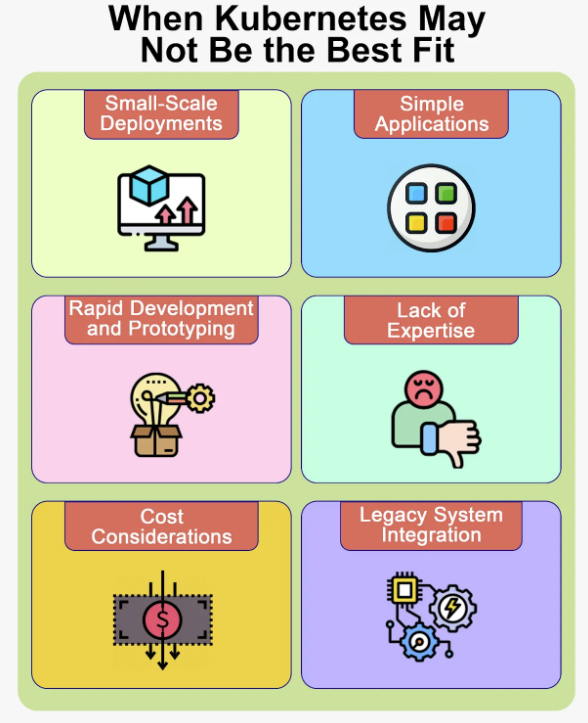 When Kubernetes May
Not Be the Best Fit
Small-Scale
Deployments
Simple
Applications
Rapid Development
and Prototyping
Lack of
Expertise
Cost
Considerations
Legacy System
Integration
$